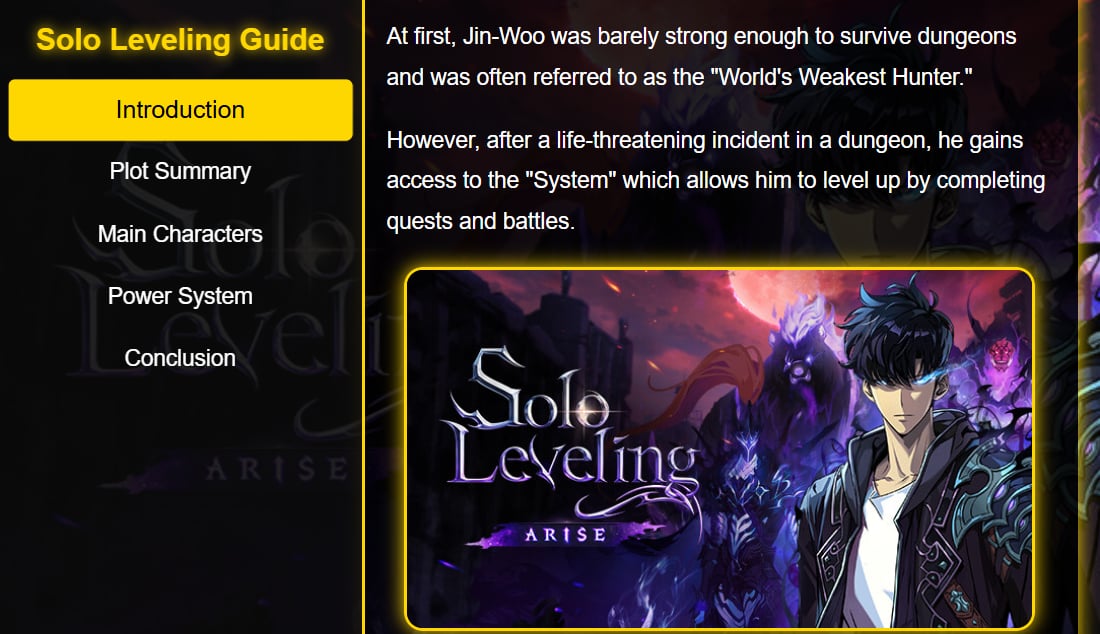 Solo Leveling Guide
Introduction
Plot Summary
Main Characters
Power System
Conclusion
At first, Jin-Woo was barely strong enough to survive dungeons
and was often referred to as the "World's Weakest Hunter."
However, after a life-threatening incident in a dungeon, he gains
access to the "System" which allows him to level up by completing
quests and battles.
Solo
Leveling
ARISE
Solo
Leveling
ARISE